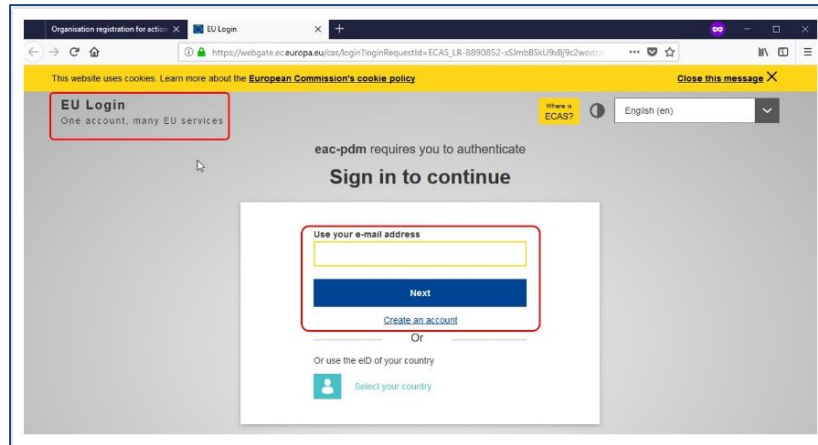 Organisation registration for action
EU Login
https://webgate.ec.europa.eu/cas/login?loginRequestId=ECAS_LR-8890852-
This website uses cookies. Learn more about the European Commission's cookie policy
Close this message
EU Login
One account, many EU services
Where is
ECAS?
English (en)
eac-pdm requires you to authenticate
Sign in to continue
Use your e-mail address
Next
Create an account
Or
Or use the eID of your country
Select your country